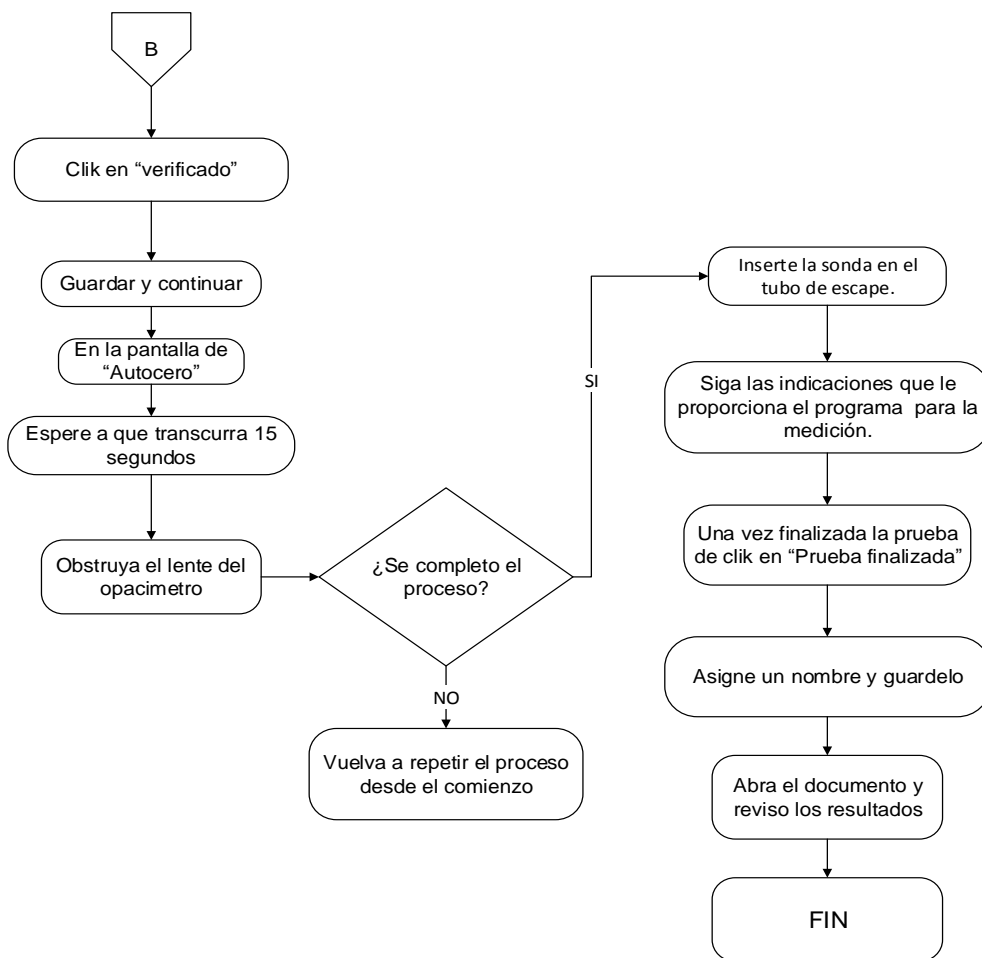 B
Clik en “verificado”
Guardar y continuar
En la pantalla de
“Autocero”
Espere a que transcurra 15
segundos
Obstruya el lente del
opacimetro
¿Se completo el
proceso?
NO
Vuelva a repetir el proceso
desde el comienzo
SI
Inserte la sonda en el
tubo de escape.
Siga las indicaciones que le
proporciona el programa  para la
medición.
Una vez finalizada la prueba
de clik en “Prueba finalizada”
Asigne un nombre y guardelo
Abra el documento y
reviso los resultados
FIN